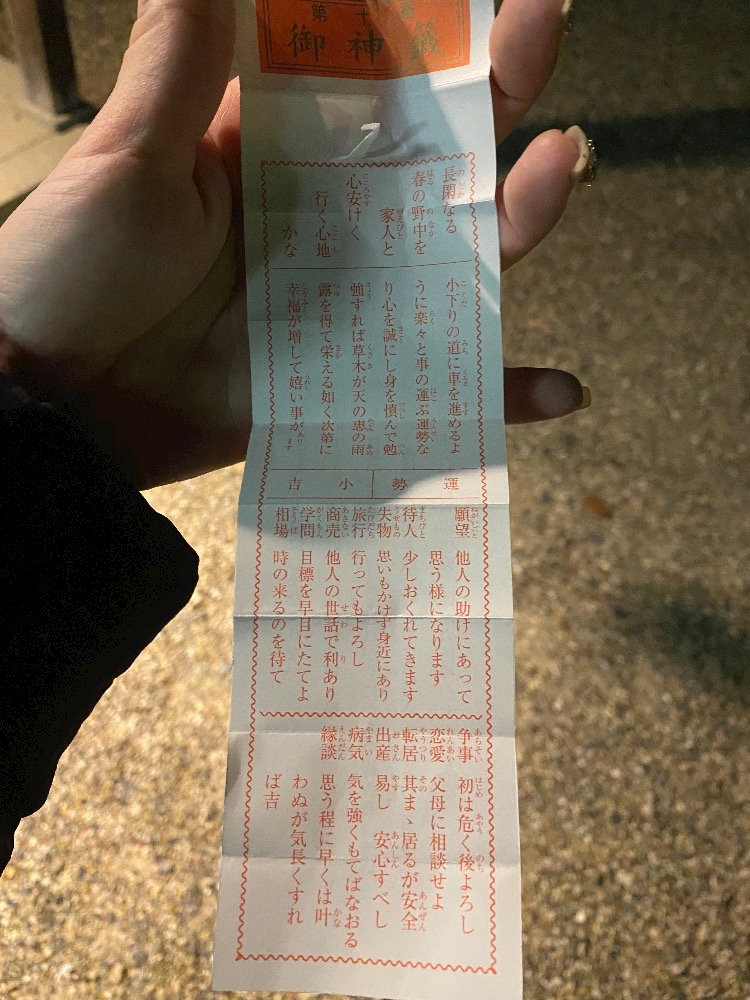 第十 番
御神籤
長閑なる
春の野中を
家人と
心安けく
行く心地
かな
小下りの道に車を進めるよ
うに楽々と事の運ぶ運勢な
り心を誠にし身を慎んで勉
強すれば草木が天の恵の雨
露を得て栄える如く次第に
幸福が増して嬉い事があります
運勢 小吉
願望 他人の助けにあって
思う様になります
待人 少しおくれてきます
失物 思いもかけず身近にあり
旅行 行ってもよろし
商売 他人の世話で利あり
学問 目標を早目にたてよ
相場 時の来るのを待て
争事 初は危く後よろし
恋愛 父母に相談せよ
転居 其まゝ居るが安全
出産 易し 安心すべし
病気 気を強くもてばなおる
縁談 思う程に早くは叶
わぬが気長くすれ
ば吉